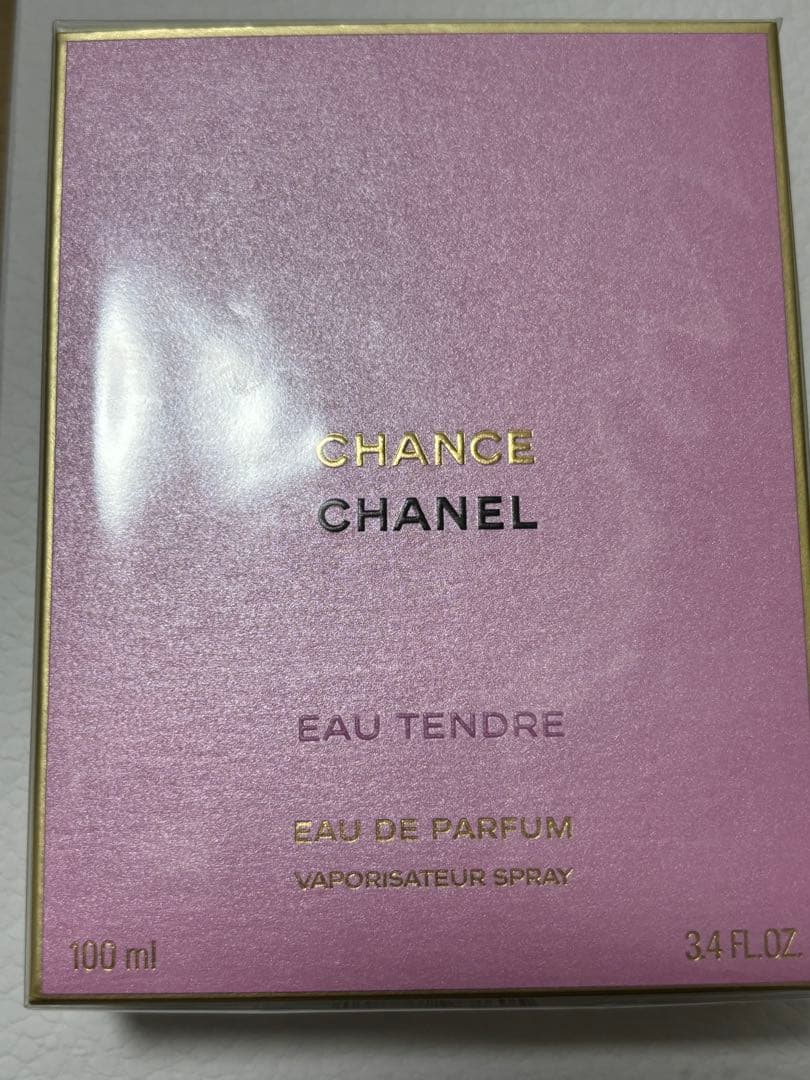 CHANCE
CHANEL
EAU TENDRE
EAU DE PARFUM
VAPORISATEUR SPRAY
100 ml
3.4 FL.OZ.